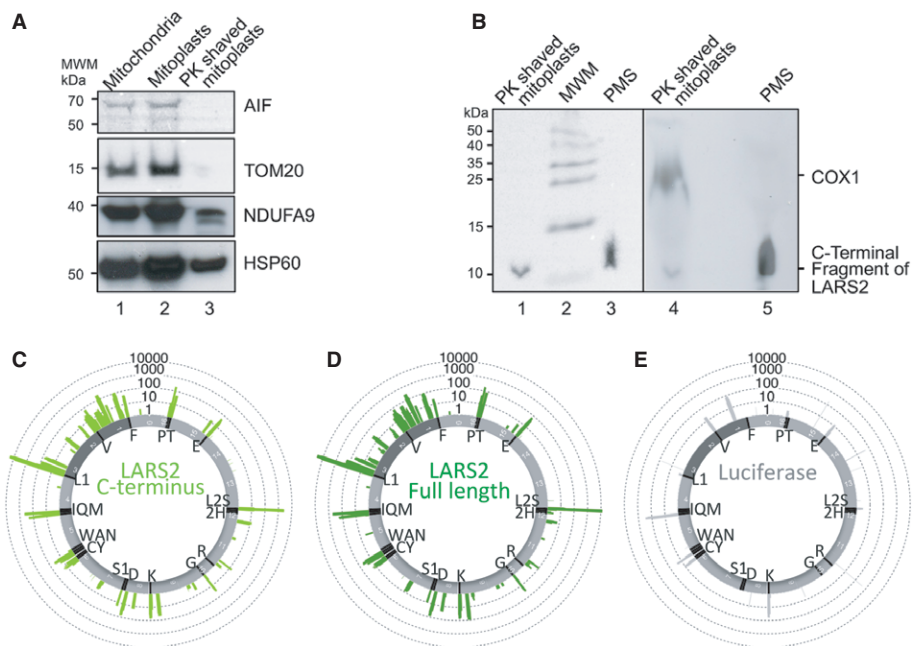 A
MWM
kDa
Mitochondria
Mitoplasts
PK shaved
mitoplasts
70
50
AIF
15
TOM20
40
NDUFA9
50
HSP60
1 2 3
B
PK shaved
mitoplasts
MWM
PMS
PK shaved
mitoplasts
PMS
kDa
50
40
35
25
15
10
COX1
C-Terminal
Fragment of
LARS2
1 2 3 4 5
C
10000
1000
100
10
1
F
PT
E
V
L1
LARS2
C-terminus
IQM
L2S
2H
WAN
CY
R
G
S1
D
K
D
10000
1000
100
10
1
F
PT
E
V
L1
LARS2
Full length
IQM
L2S
2H
WAN
CY
R
G
S1
D
K
E
10000
1000
100
10
1
F
PT
E
V
L1
Luciferase
IQM
L2S
2H
WAN
CY
R
G
S1
D
K